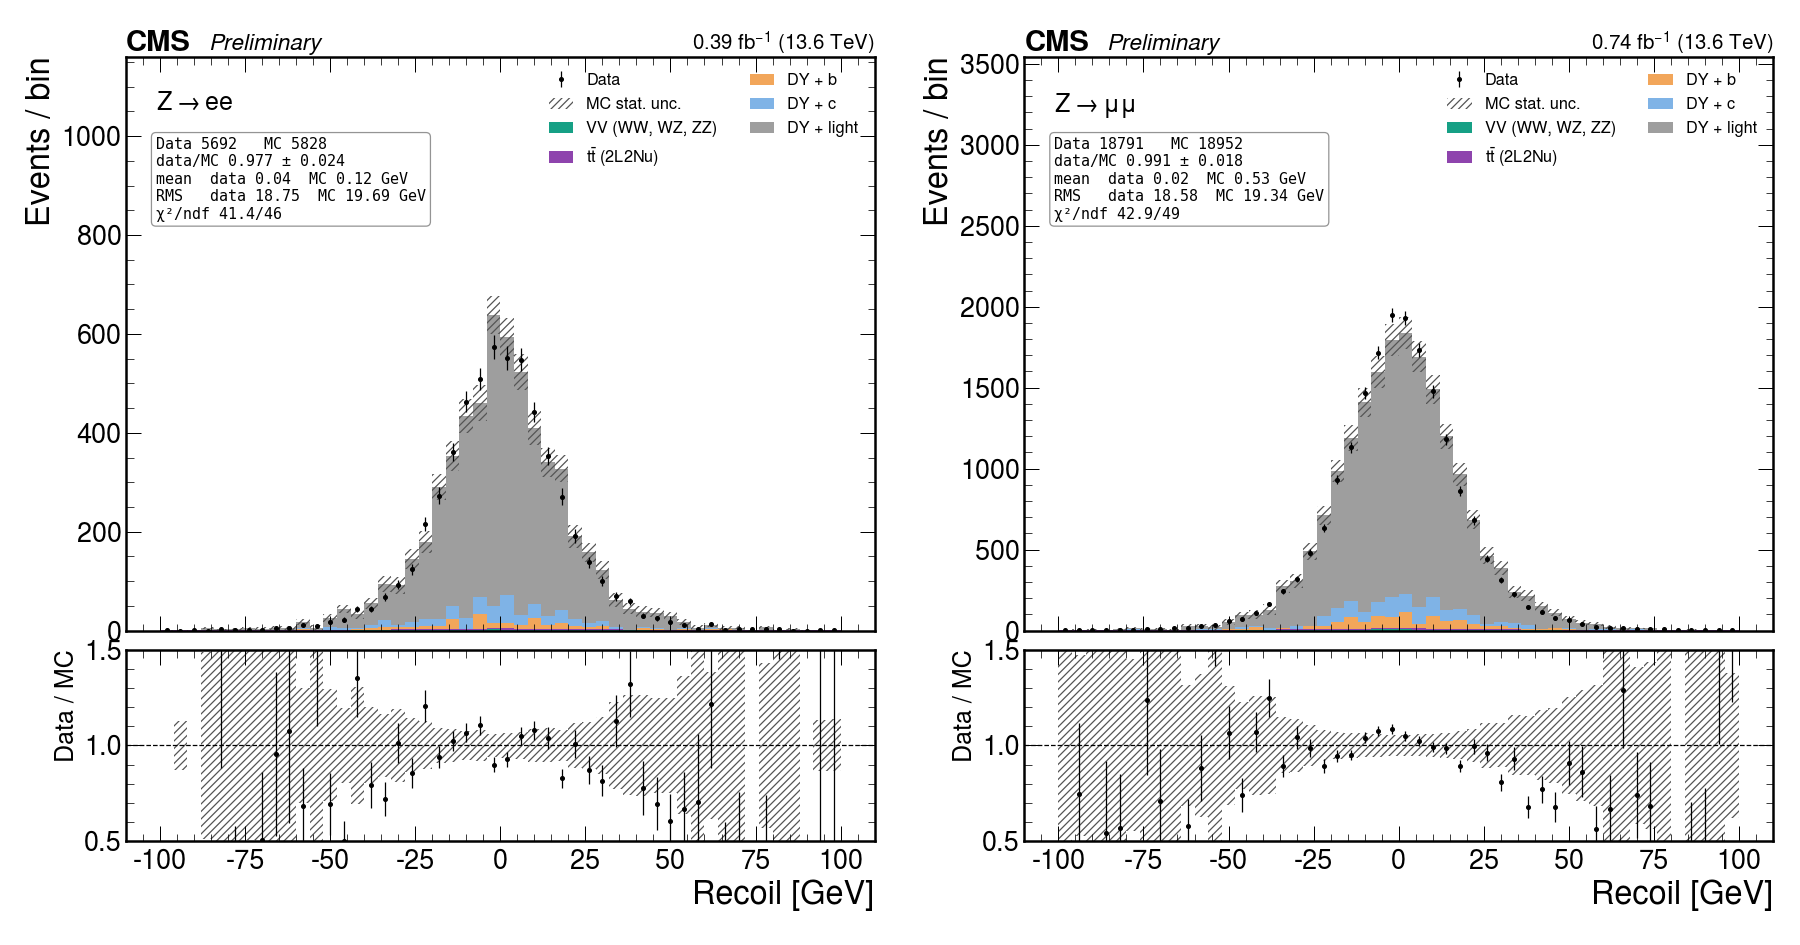 CMS Preliminary 0.39 fb⁻¹ (13.6 TeV)
Events / bin
Z→ee
Data 5692   MC 5828
data/MC 0.977 ± 0.024
mean  data 0.04  MC 0.12 GeV
RMS   data 18.75  MC 19.69 GeV
χ²/ndf 41.4/46
Data
MC stat. unc.
VV (WW, WZ, ZZ)
tt̄ (2L2Nu)
DY + b
DY + c
DY + light
1000
800
600
400
200
0
Data / MC
1.5
1.0
0.5
-100 -75 -50 -25 0 25 50 75 100
Recoil [GeV]
CMS Preliminary 0.74 fb⁻¹ (13.6 TeV)
Events / bin
Z→μμ
Data 18791   MC 18952
data/MC 0.991 ± 0.018
mean  data 0.02  MC 0.53 GeV
RMS   data 18.58  MC 19.34 GeV
χ²/ndf 42.9/49
Data
MC stat. unc.
VV (WW, WZ, ZZ)
tt̄ (2L2Nu)
DY + b
DY + c
DY + light
3500
3000
2500
2000
1500
1000
500
0
Data / MC
1.5
1.0
0.5
-100 -75 -50 -25 0 25 50 75 100
Recoil [GeV]